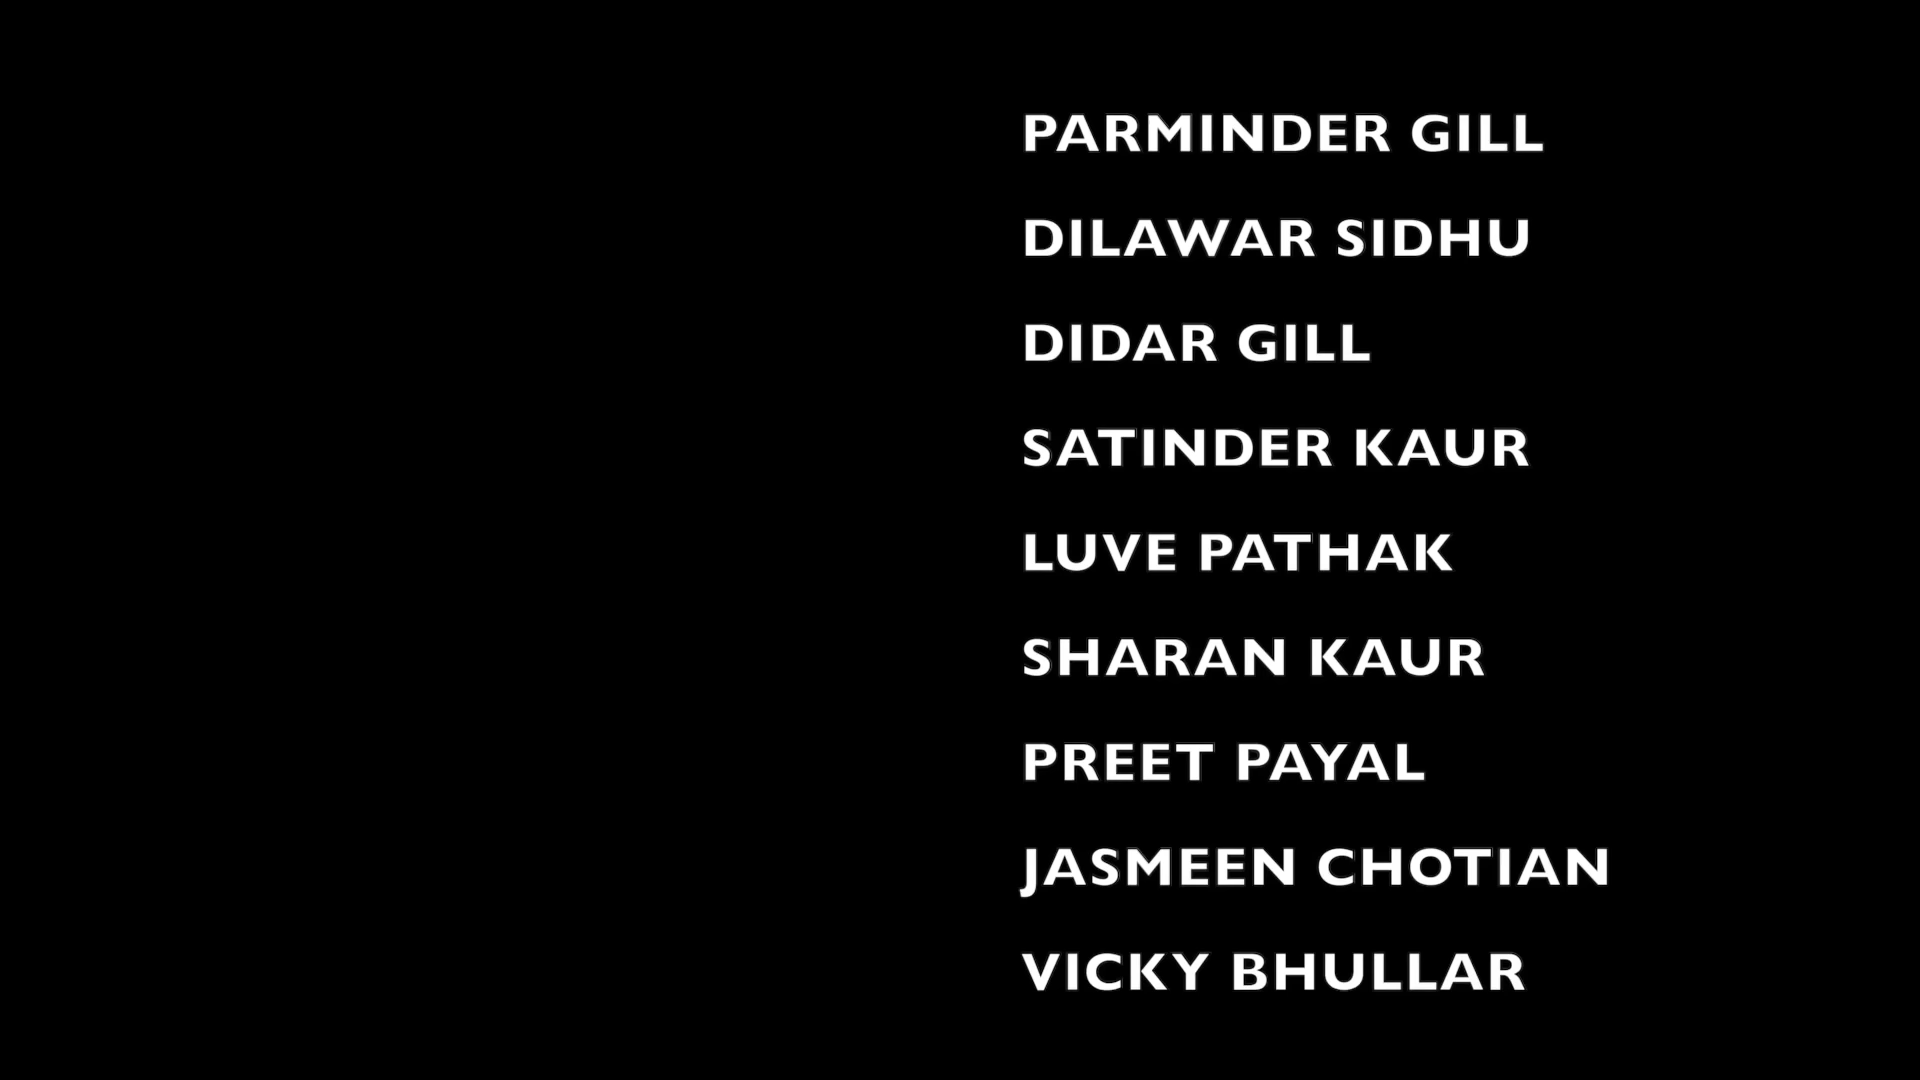 PARMINDER GILL
DILAWAR SIDHU
DIDAR GILL
SATINDER KAUR
LUVE PATHAK
SHARAN KAUR
PREET PAYAL
JASMEEN CHOTIAN
VICKY BHULLAR